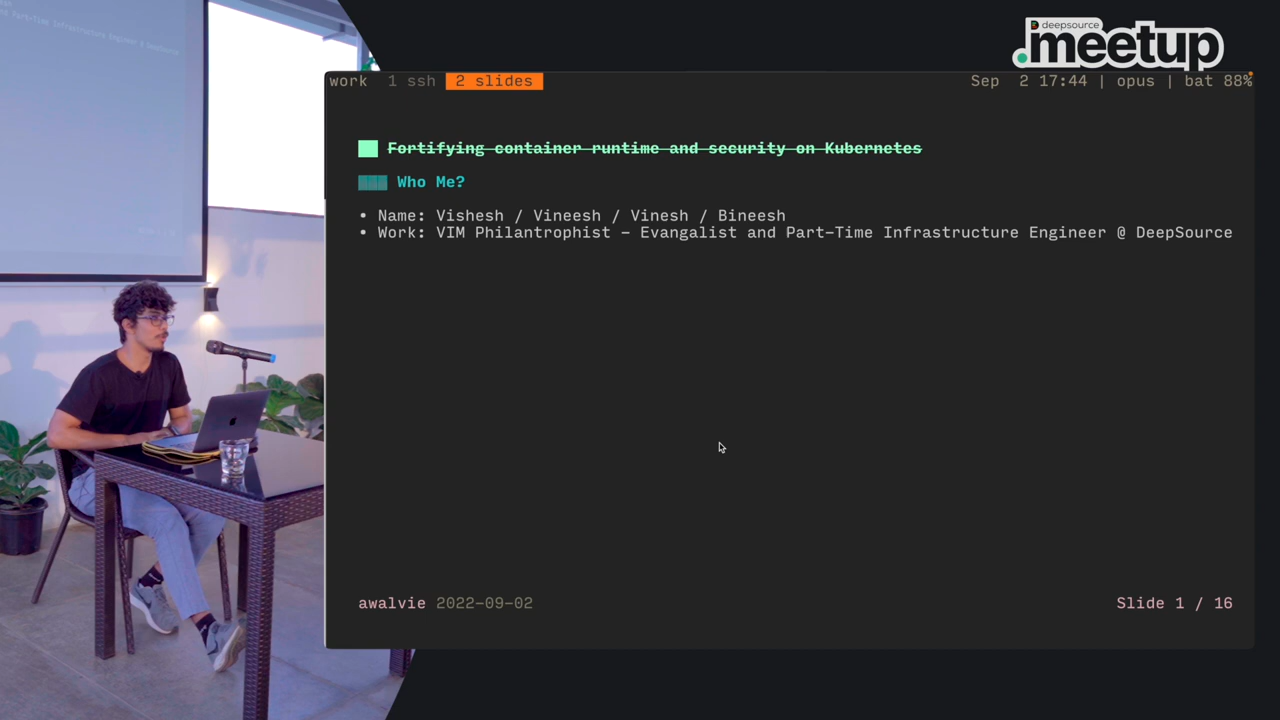 deepsource
.meetup
work 1 ssh 2 slides Sep 2 17:44 | opus | bat 88%
Fortifying container runtime and security on Kubernetes
Who Me?
• Name: Vishesh / Vineesh / Vinesh / Bineesh
• Work: VIM Philantrophist – Evangalist and Part-Time Infrastructure Engineer @ DeepSource
awalvie 2022-09-02 Slide 1 / 16